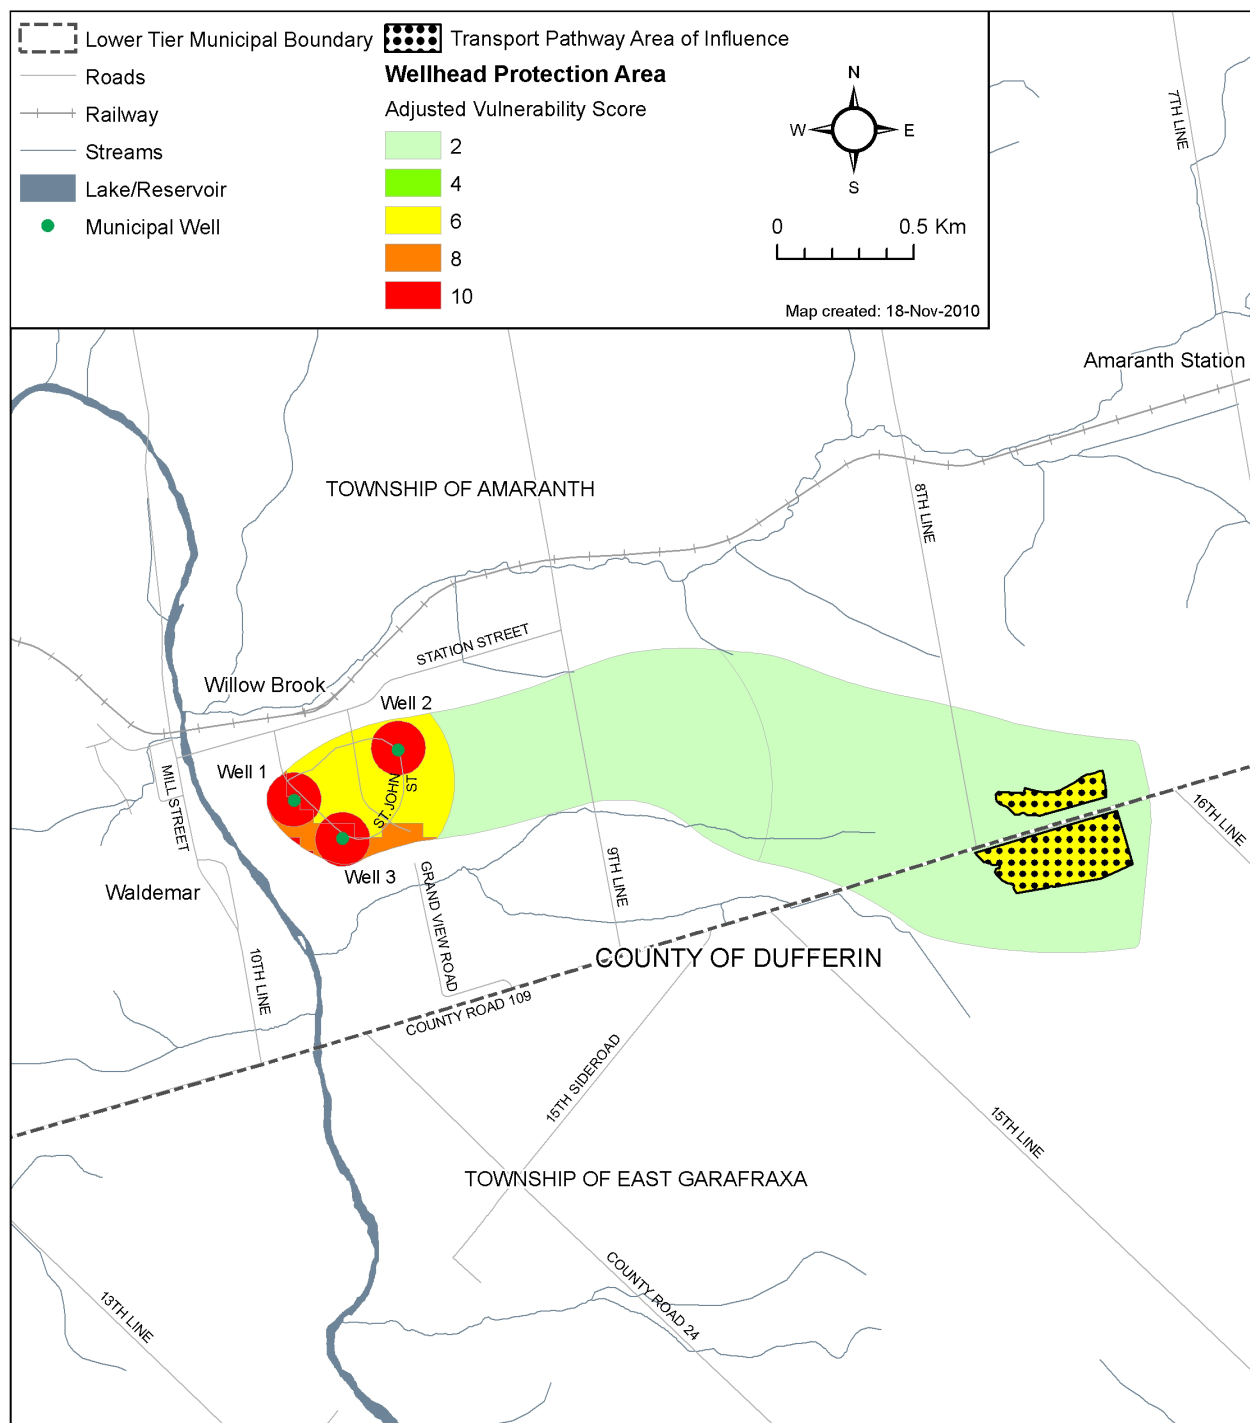 Lower Tier Municipal Boundary
Roads
Railway
Streams
Lake/Reservoir
Municipal Well
Transport Pathway Area of Influence
Wellhead Protection Area
Adjusted Vulnerability Score
2
4
6
8
10
N
W
E
S
0
0.5 Km
Map created: 18-Nov-2010
7TH LINE
Amaranth Station
TOWNSHIP OF AMARANTH
8TH LINE
STATION STREET
Willow Brook
Well 2
Well 1
MILL STREET
ST. JOHN
ST
16TH LINE
Well 3
9TH LINE
Waldemar
GRAND VIEW ROAD
10TH LINE
COUNTY OF DUFFERIN
COUNTY ROAD 109
15TH SIDEROAD
15TH LINE
TOWNSHIP OF EAST GARAFRAXA
COUNTY ROAD 24
13TH LINE